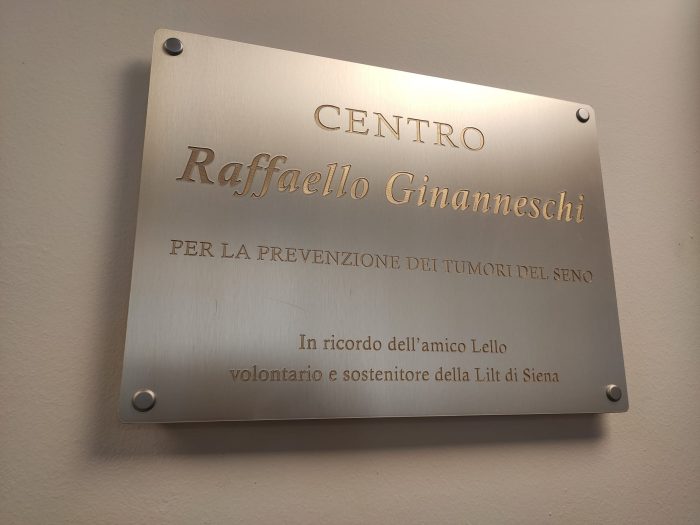 CENTRO
Raffaello Ginanneschi
PER LA PREVENZIONE DEI TUMORI DEL SENO
In ricordo dell'amico Lello
volontario e sostenitore della Lilt di Siena